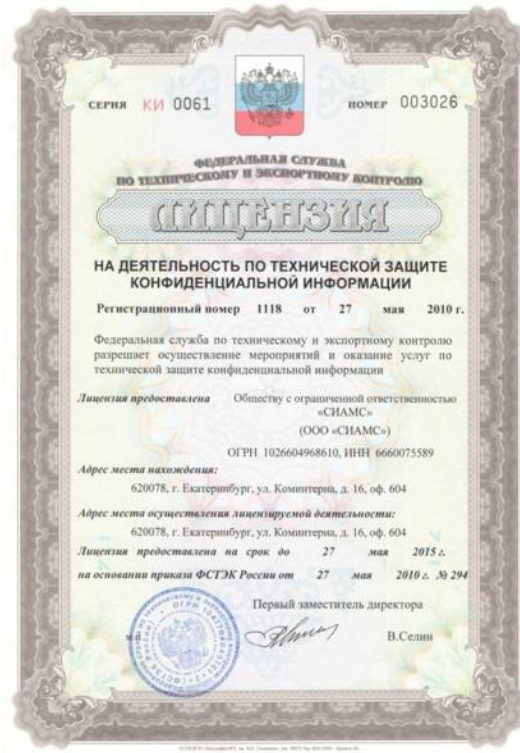 СЕРИЯ КИ 0061 НОМЕР 003026
ФЕДЕРАЛЬНАЯ СЛУЖБА
ПО ТЕХНИЧЕСКОМУ И ЭКСПОРТНОМУ КОНТРОЛЮ
ЛИЦЕНЗИЯ
НА ДЕЯТЕЛЬНОСТЬ ПО ТЕХНИЧЕСКОЙ ЗАЩИТЕ
КОНФИДЕНЦИАЛЬНОЙ ИНФОРМАЦИИ
Регистрационный номер 1118 от 27 мая 2010 г.
Федеральная служба по техническому и экспортному контролю
разрешает осуществление мероприятий и оказание услуг по
технической защите конфиденциальной информации
Лицензия предоставлена Обществу с ограниченной ответственностью
«СИАМС»
(ООО «СИАМС»)
ОГРН 1026604968610, ИНН 6660075589
Адрес места нахождения:
620078, г. Екатеринбург, ул. Коминтерна, д. 16, оф. 604
Адрес места осуществления лицензируемой деятельности:
620078, г. Екатеринбург, ул. Коминтерна, д. 16, оф. 604
Лицензия предоставлена на срок до 27 мая 2015 г.
на основании приказа ФСТЭК России от 27 мая 2010 г. № 294
Первый заместитель директора
м.п. В.Селин